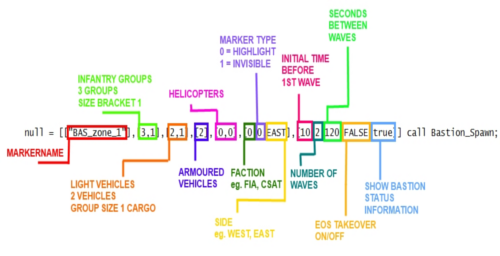 SECONDS
BETWEEN
WAVES
MARKER TYPE
0 = HIGHLIGHT
1 = INVISIBLE
INITIAL TIME
BEFORE
1ST WAVE
INFANTRY GROUPS
3 GROUPS
SIZE BRACKET 1
HELICOPTERS
null = [["BAS_zone_1"],[3,1],[2,1],[2],[0,0],[0,0,EAST],[10,2,120,FALSE,true]] call Bastion_Spawn;
MARKERNAME
LIGHT VEHICLES
2 VEHICLES
GROUP SIZE 1 CARGO
ARMOURED
VEHICLES
FACTION
eg. FIA, CSAT
SIDE
eg. WEST, EAST
NUMBER OF
WAVES
EOS TAKEOVER
ON/OFF
SHOW BASTION
STATUS
INFORMATION